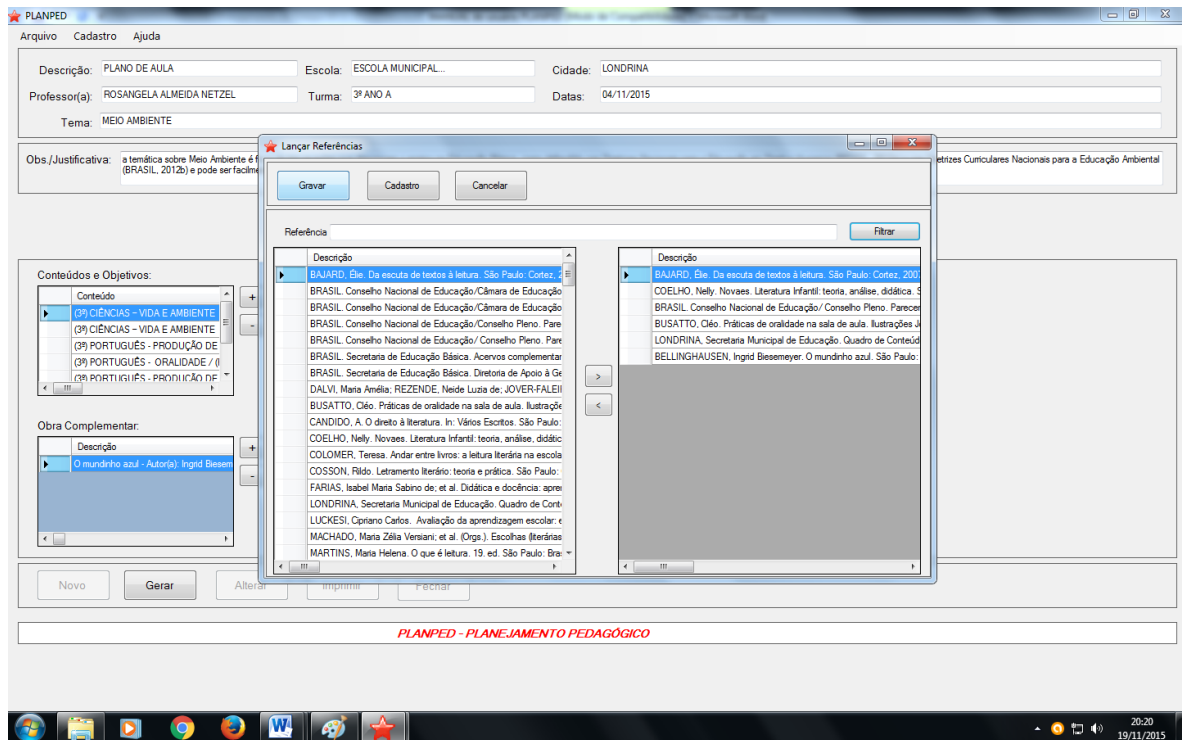 PLANPED
Arquivo Cadastro Ajuda
Descrição: PLANO DE AULA Escola: ESCOLA MUNICIPAL... Cidade: LONDRINA
Professor(a): ROSANGELA ALMEIDA NETZEL Turma: 3º ANO A Datas: 04/11/2015
Tema: MEIO AMBIENTE
Obs./Justificativa: a temática sobre Meio Ambiente é f
etrizes Curriculares Nacionais para a Educação Ambiental
(BRASIL, 2012b) e pode ser facilme
Lançar Referências
Gravar Cadastro Cancelar
Referência Filtrar
Descrição
BAJARD, Élie. Da escuta de textos à leitura. São Paulo: Cortez, 2
BRASIL. Conselho Nacional de Educação/Câmara de Educação
BRASIL. Conselho Nacional de Educação/Câmara de Educação
BRASIL. Conselho Nacional de Educação/Conselho Pleno. Pare
BRASIL. Conselho Nacional de Educação/ Conselho Pleno. Pare
BRASIL. Secretaria de Educação Básica. Acervos complementar
BRASIL. Secretaria de Educação Básica. Diretoria de Apoio à Ge
DALVI, Maria Amélia; REZENDE, Neide Luzia de; JOVER-FALEI
BUSATTO, Cléo. Práticas de oralidade na sala de aula. Ilustraçõe
CANDIDO, A. O direito à literatura. In: Vários Escritos. São Paulo:
COELHO, Nelly. Novaes. Literatura Infantil: teoria, análise, didátic
COLOMER, Teresa. Andar entre livros: a leitura literária na escola
COSSON, Rildo. Letramento literário: teoria e prática. São Paulo:
FARIAS, Isabel Maria Sabino de; et al. Didática e docência: apren
LONDRINA, Secretaria Municipal de Educação. Quadro de Conte
LUCKESI, Cipriano Carlos. Avaliação da aprendizagem escolar: e
MACHADO, Maria Zélia Versiani; et al. (Orgs.). Escolhas (literárias
MARTINS, Maria Helena. O que é leitura. 19. ed. São Paulo: Bras
>
<
Descrição
BAJARD, Élie. Da escuta de textos à leitura. São Paulo: Cortez, 2007
COELHO, Nelly. Novaes. Literatura Infantil: teoria, análise, didática. S
BRASIL. Conselho Nacional de Educação/ Conselho Pleno. Parecer
BUSATTO, Cléo. Práticas de oralidade na sala de aula. Ilustrações J
LONDRINA, Secretaria Municipal de Educação. Quadro de Conteúd
BELLINGHAUSEN, Ingrid Biesemeyer. O mundinho azul. São Paulo:
Conteúdos e Objetivos:
Conteúdo +
(3º) CIÊNCIAS – VIDA E AMBIENTE
(3º) CIÊNCIAS – VIDA E AMBIENTE -
(3º) PORTUGUÊS - PRODUÇÃO DE
(3º) PORTUGUÊS - ORALIDADE / (I
(3º) PORTUGUÊS - PRODUÇÃO DE
Obra Complementar:
Descrição +
O mundinho azul - Autor(a): Ingrid Biesem
-
Novo Gerar Alterar Imprimir Fechar
PLANPED - PLANEJAMENTO PEDAGÓGICO
20:20
19/11/2015